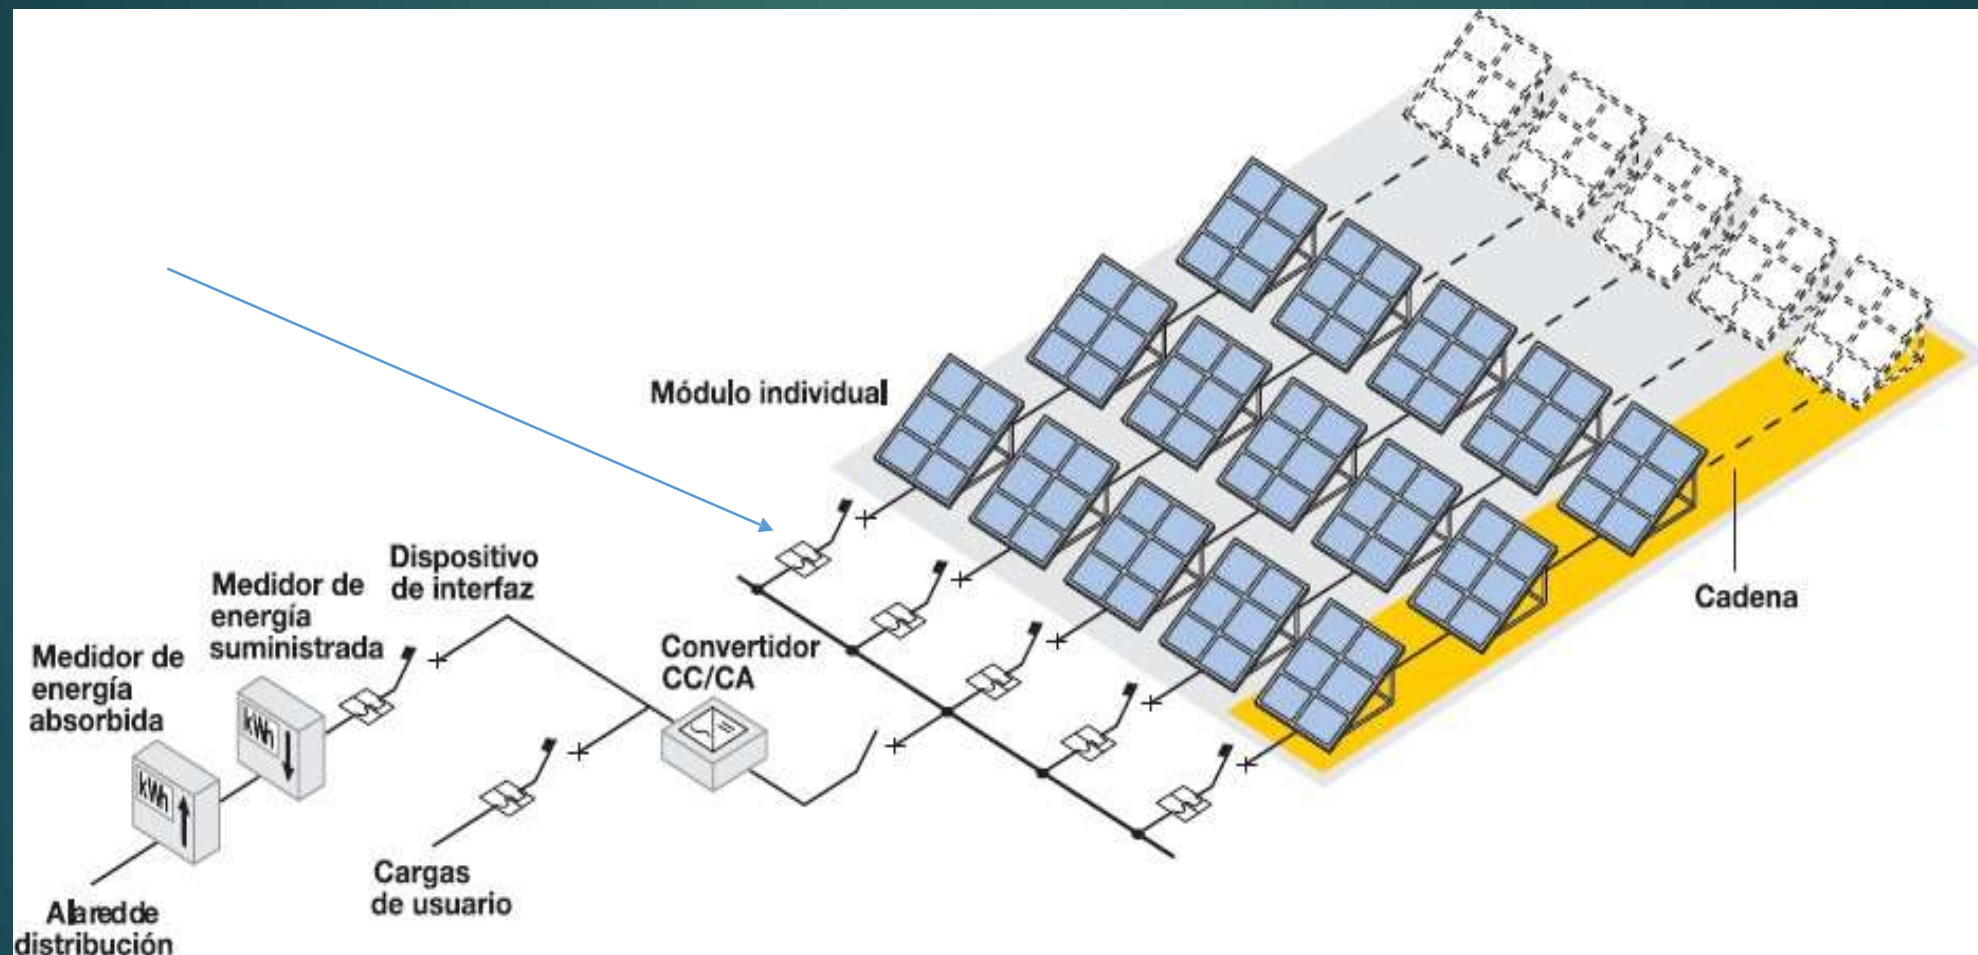 Módulo individual
Dispositivo
de interfaz
Medidor de
energía
suministrada
Medidor de
energía
absorbida
Convertidor
CC/CA
Cadena
kWh
kWh
Cargas
de usuario
A la red de
distribución